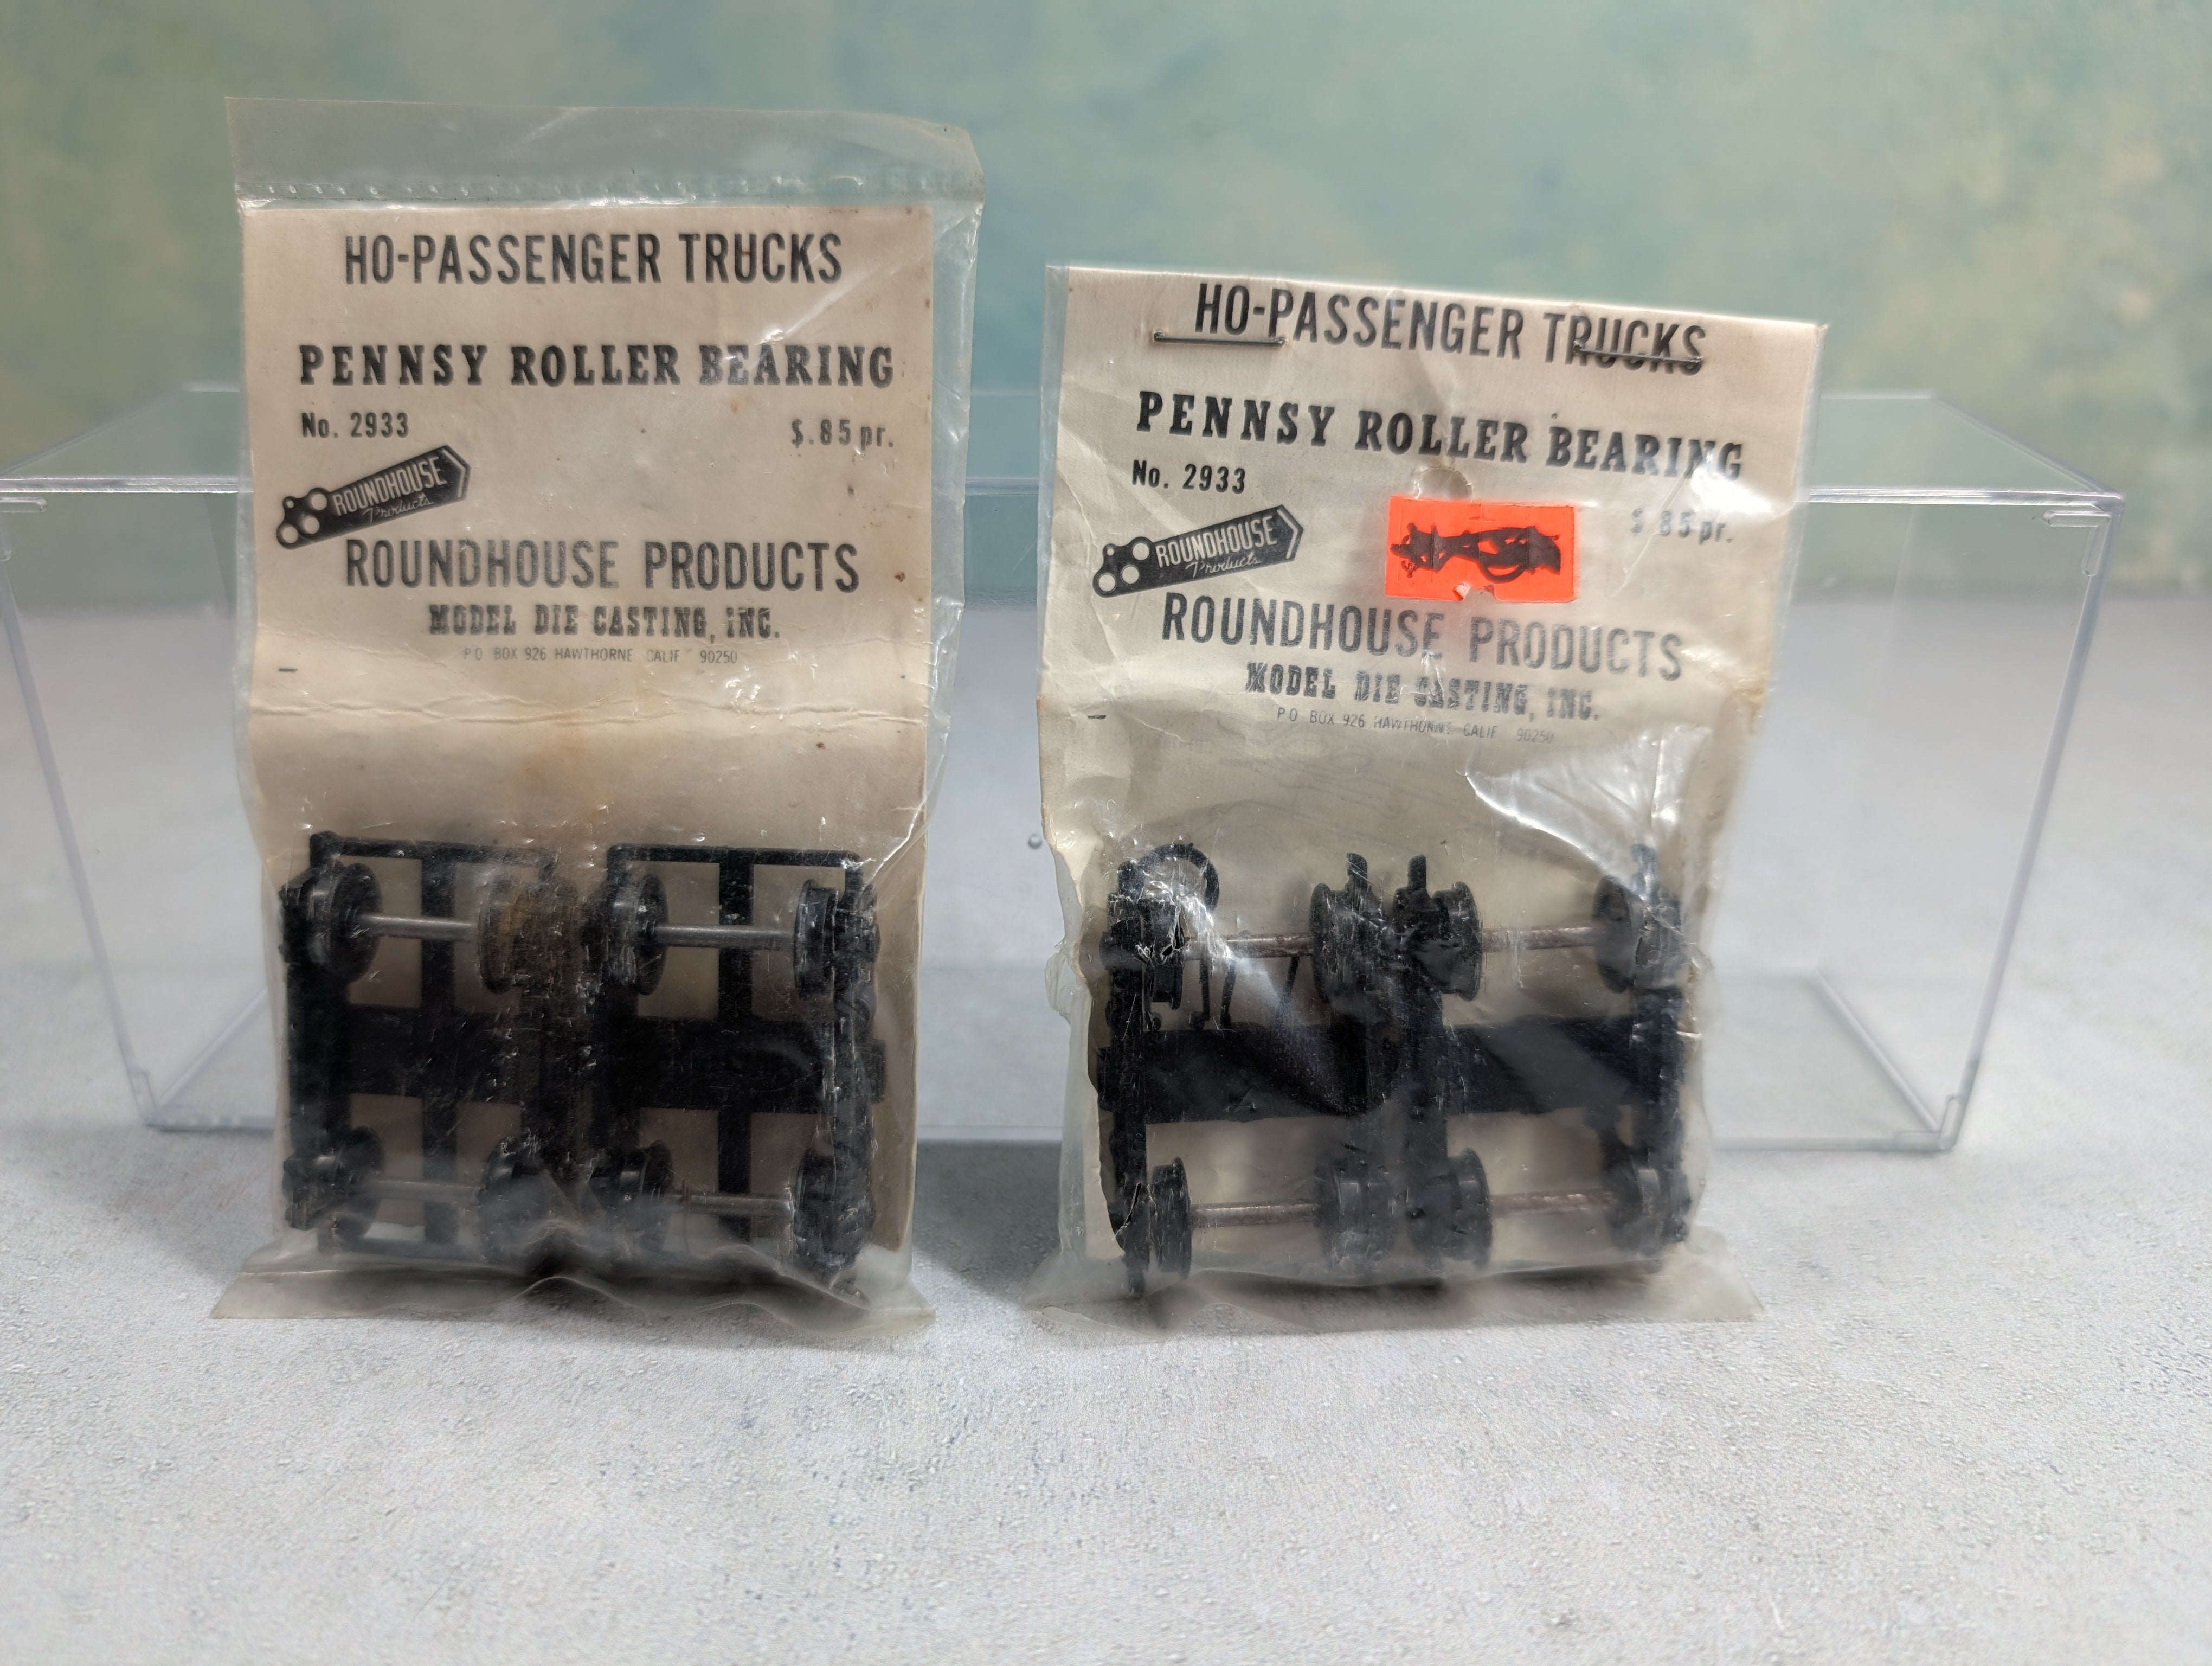 HO-PASSENGER TRUCKS
PENNSY ROLLER BEARING
No. 2933
$.85 pr.
ROUNDHOUSE
Products
ROUNDHOUSE PRODUCTS
MODEL DIE CASTING, INC.
P O BOX 926 HAWTHORNE CALIF 90250
HO-PASSENGER TRUCKS
PENNSY ROLLER BEARING
No. 2933
$ 85 pr.
ROUNDHOUSE
Products
ROUNDHOUSE PRODUCTS
MODEL DIE CASTING, INC.
P O BOX 926 HAWTHORNE CALIF 90250